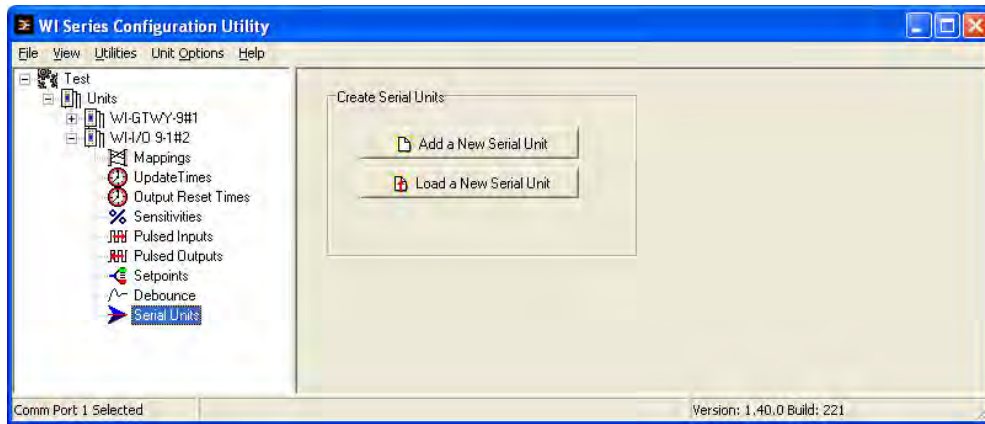 WI Series Configuration Utility
File View Utilities Unit Options Help
Test
Units
WI-GTWY-9#1
WI-I/O 9-1#2
Mappings
UpdateTimes
Output Reset Times
Sensitivities
Pulsed Inputs
Pulsed Outputs
Setpoints
Debounce
Serial Units
Create Serial Units
Add a New Serial Unit
Load a New Serial Unit
Comm Port 1 Selected
Version: 1.40.0 Build: 221